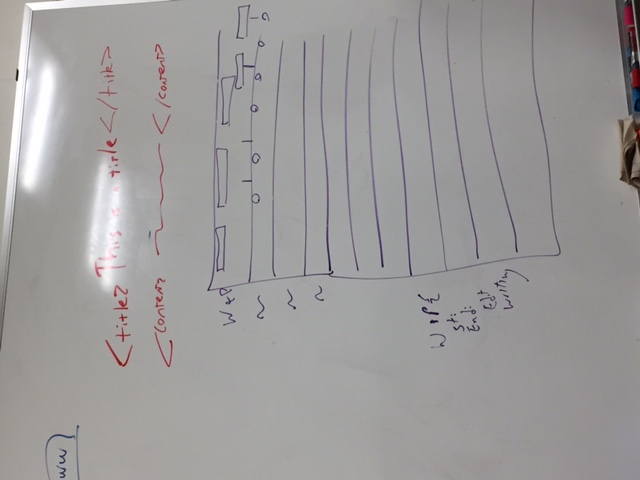 ww
<title> This is a title </title>
<content> </content>
W+P
W+P{
St:
End:
Edit
Writing